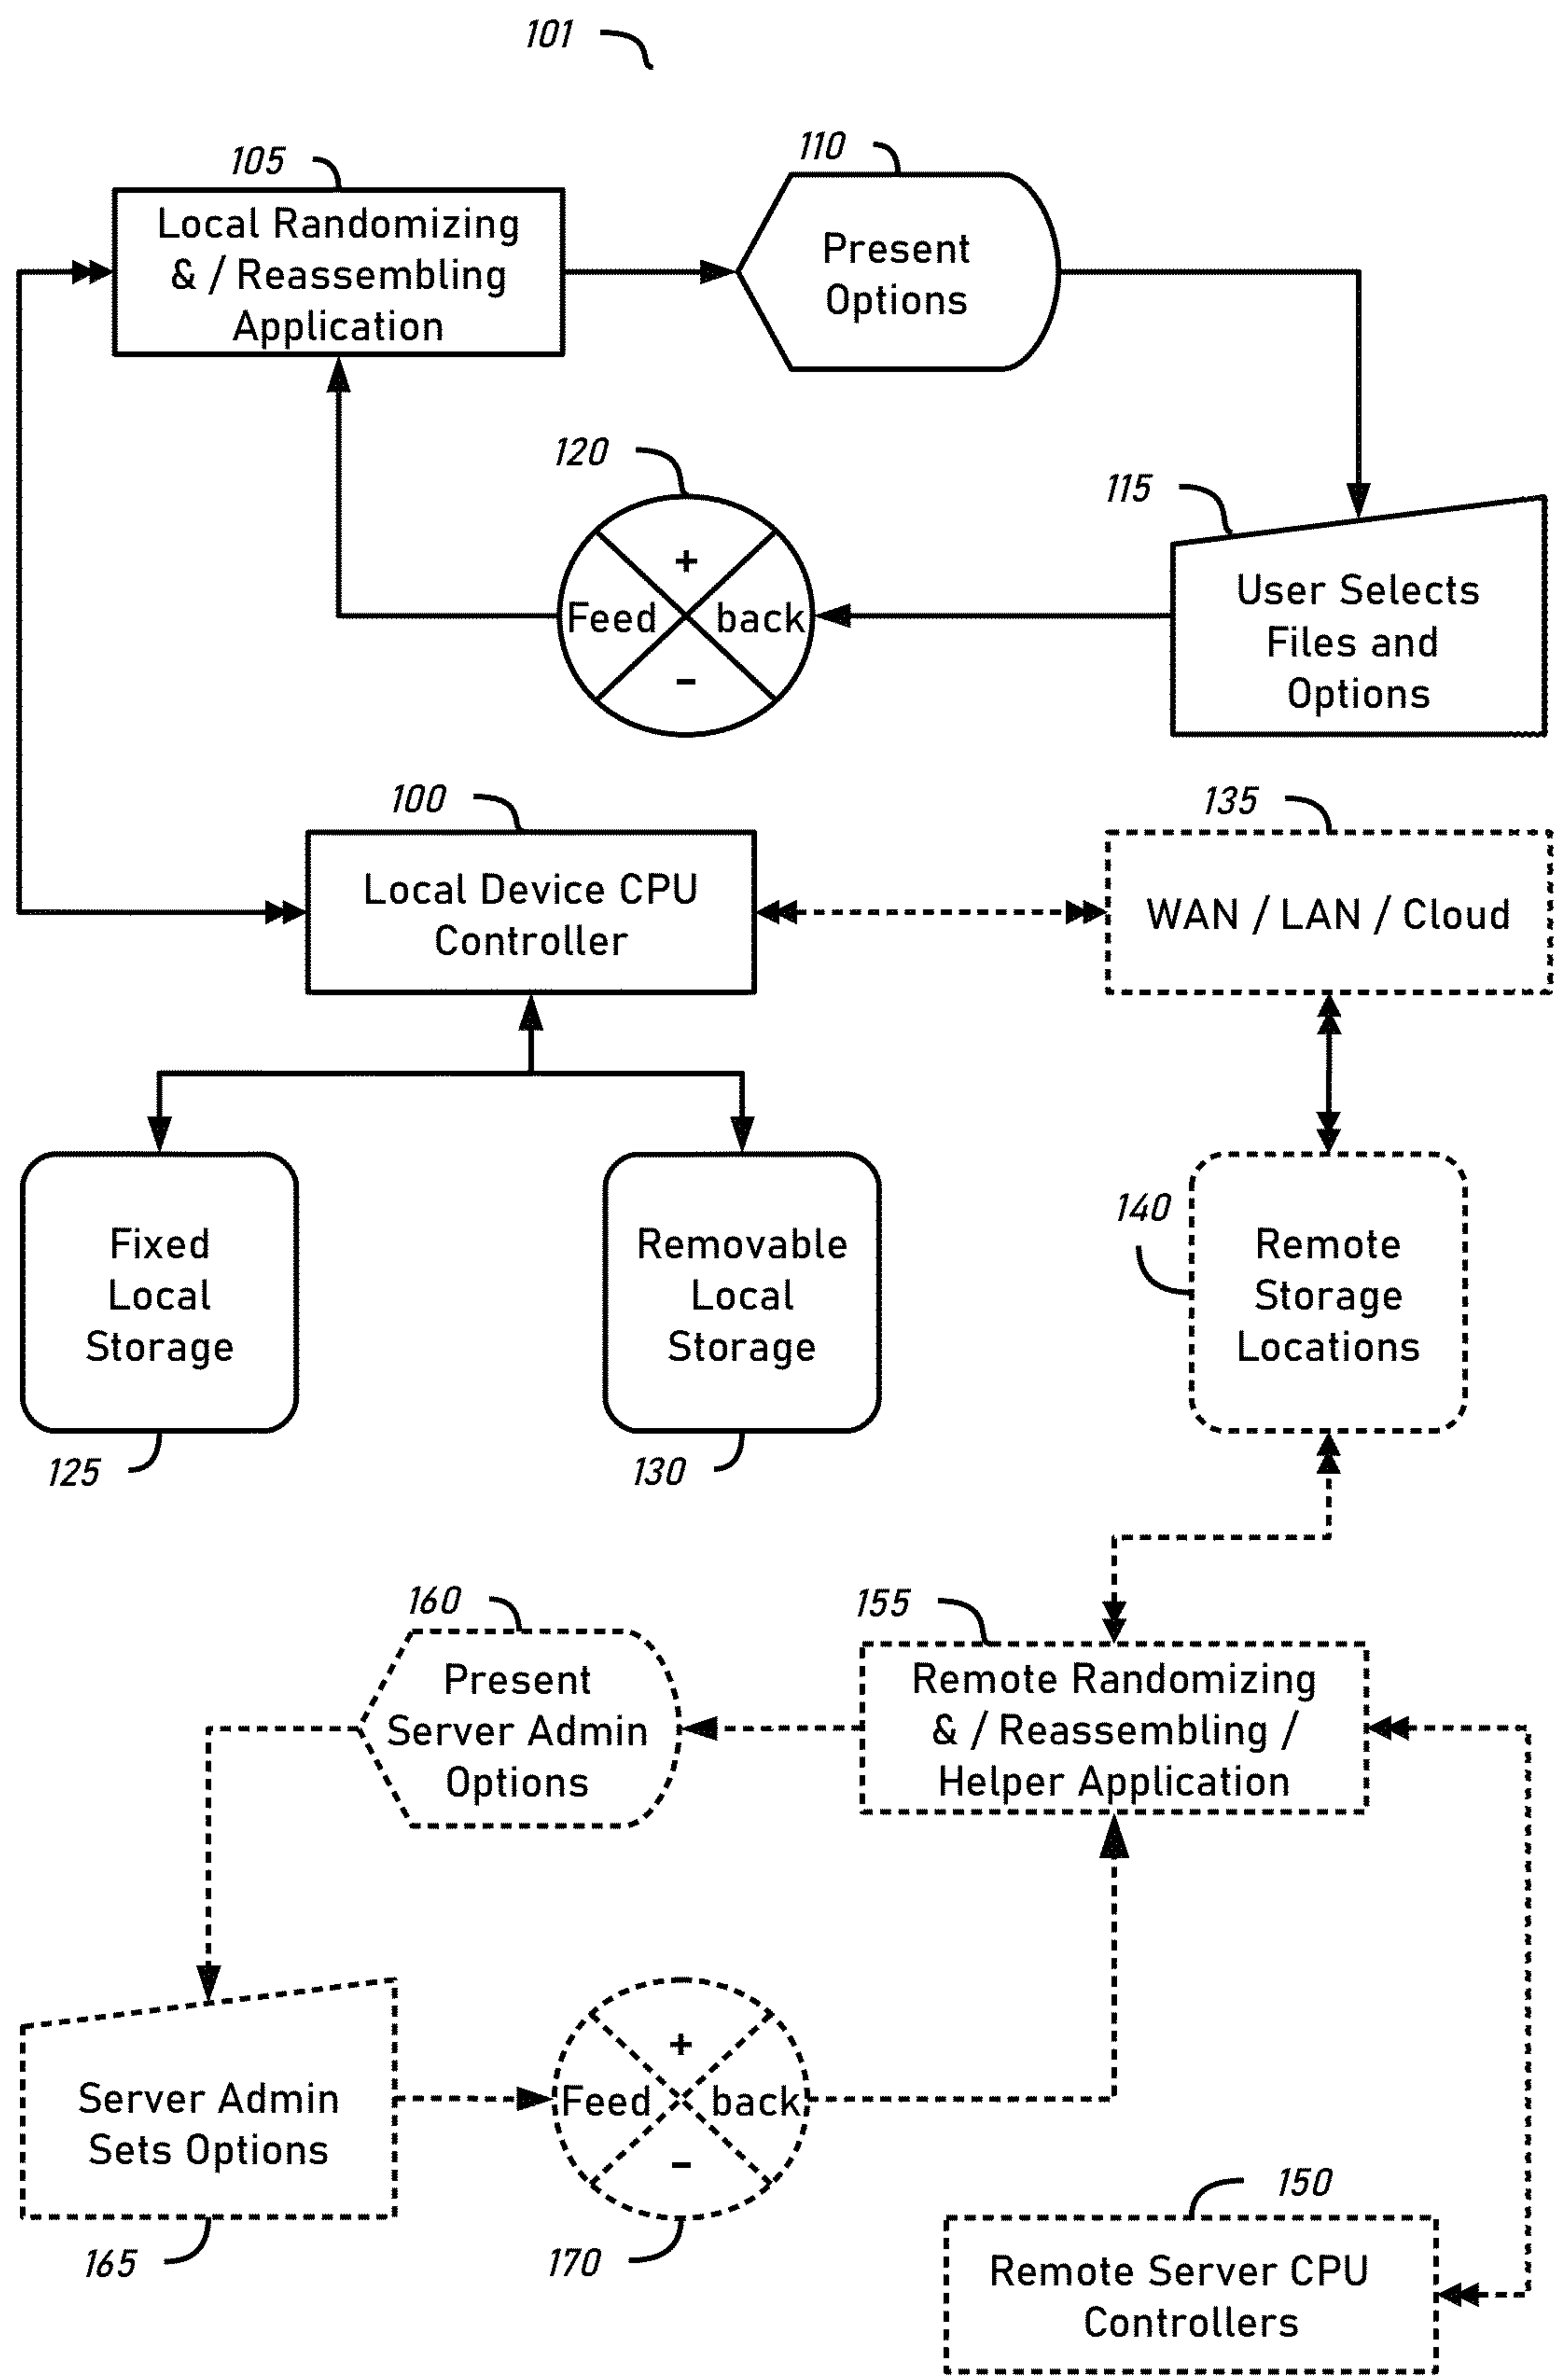 101
105
Local Randomizing
& / Reassembling
Application
110
Present
Options
120
+
Feed back
-
115
User Selects
Files and
Options
100
Local Device CPU
Controller
135
WAN / LAN / Cloud
Fixed
Local
Storage
125
Removable
Local
Storage
130
140
Remote
Storage
Locations
160
Present
Server Admin
Options
155
Remote Randomizing
& / Reassembling /
Helper Application
Server Admin
Sets Options
165
+
Feed back
-
170
150
Remote Server CPU
Controllers